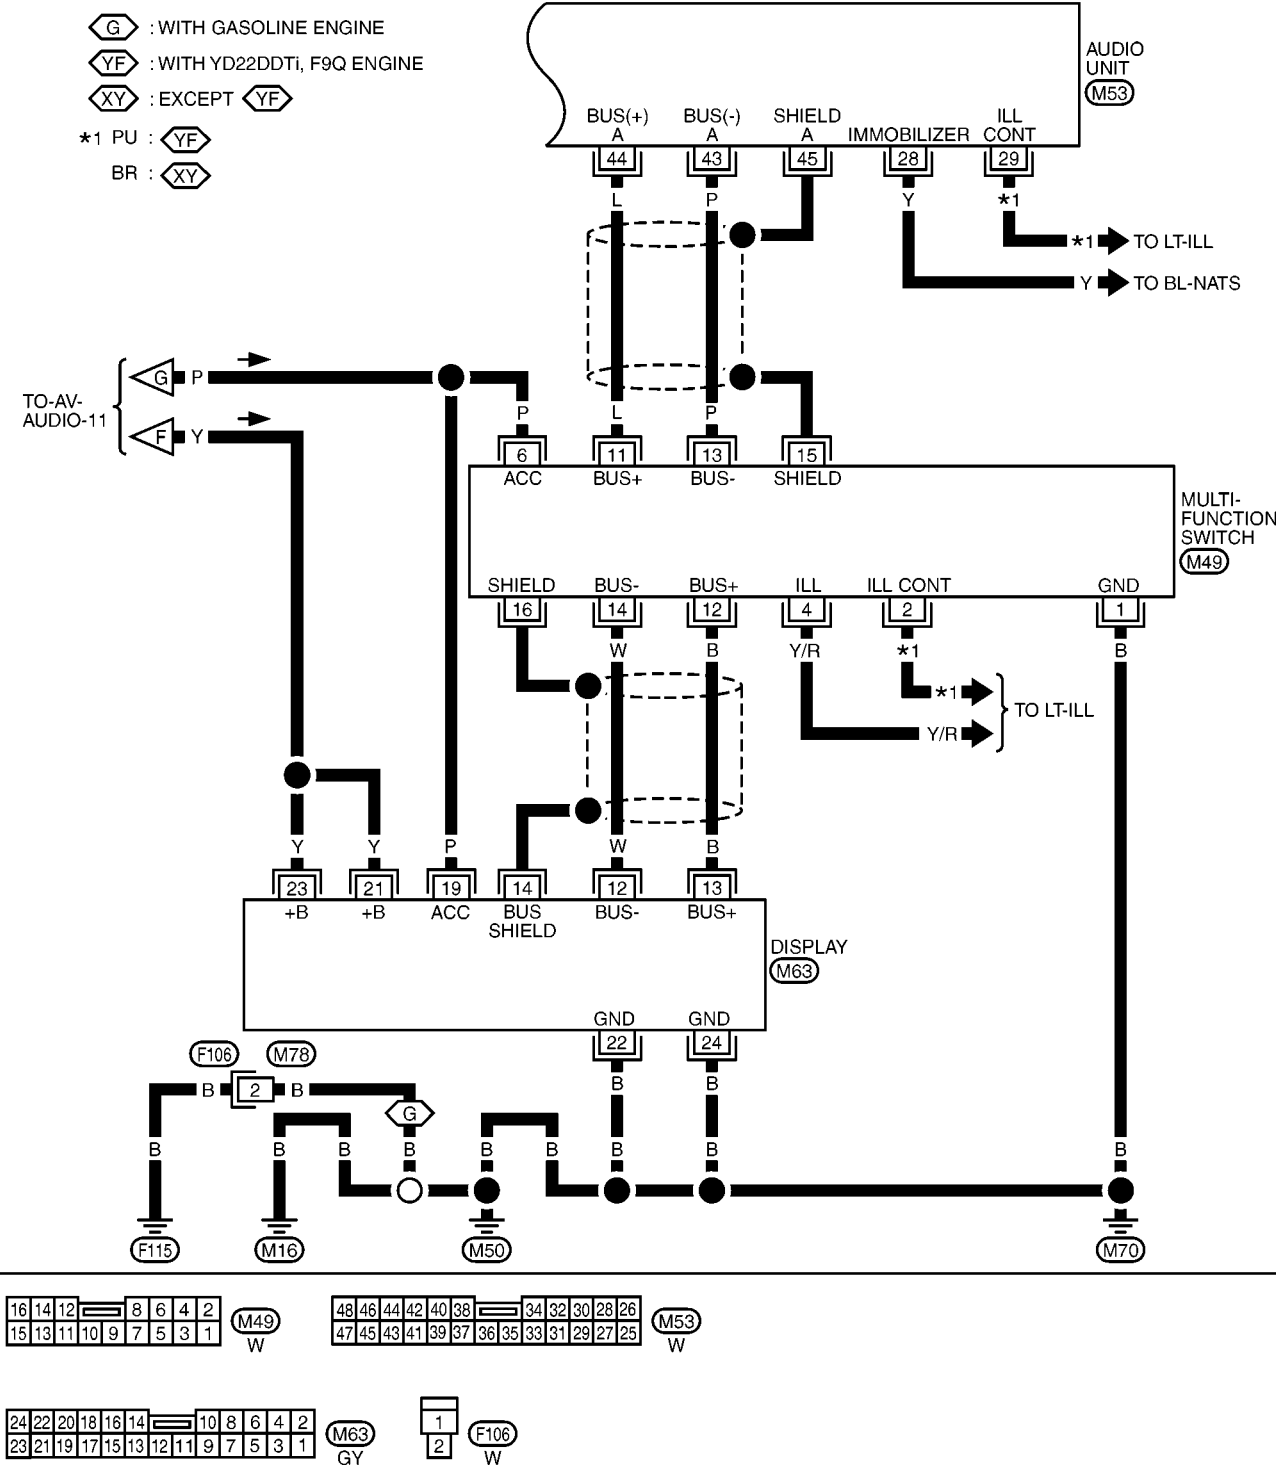 G : WITH GASOLINE ENGINE
YF : WITH YD22DDTi, F9Q ENGINE
XY : EXCEPT YF
*1 PU : YF
BR : XY
AUDIO
UNIT
M53
BUS(+) BUS(-) SHIELD ILL
A A A IMMOBILIZER CONT
44 43 45 28 29
L P Y *1
*1 TO LT-ILL
Y TO BL-NATS
G P
TO-AV-
AUDIO-11
F Y
P L P
6 11 13 15
ACC BUS+ BUS- SHIELD
MULTI-
FUNCTION
SWITCH
M49
SHIELD BUS- BUS+ ILL ILL CONT GND
16 14 12 4 2 1
W B Y/R *1 B
*1
TO LT-ILL
Y/R
Y Y P W B
23 21 19 14 12 13
+B +B ACC BUS BUS- BUS+
SHIELD
DISPLAY
M63
GND GND
22 24
F106 M78
B 2 B B B
G
B B B B B B B B B
F115 M16 M50 M70
16 14 12 8 6 4 2
15 13 11 10 9 7 5 3 1
M49
W
48 46 44 42 40 38 34 32 30 28 26
47 45 43 41 39 37 36 35 33 31 29 27 25
M53
W
24 22 20 18 16 14 10 8 6 4 2
23 21 19 17 15 13 12 11 9 7 5 3 1
M63
GY
1
2
F106
W